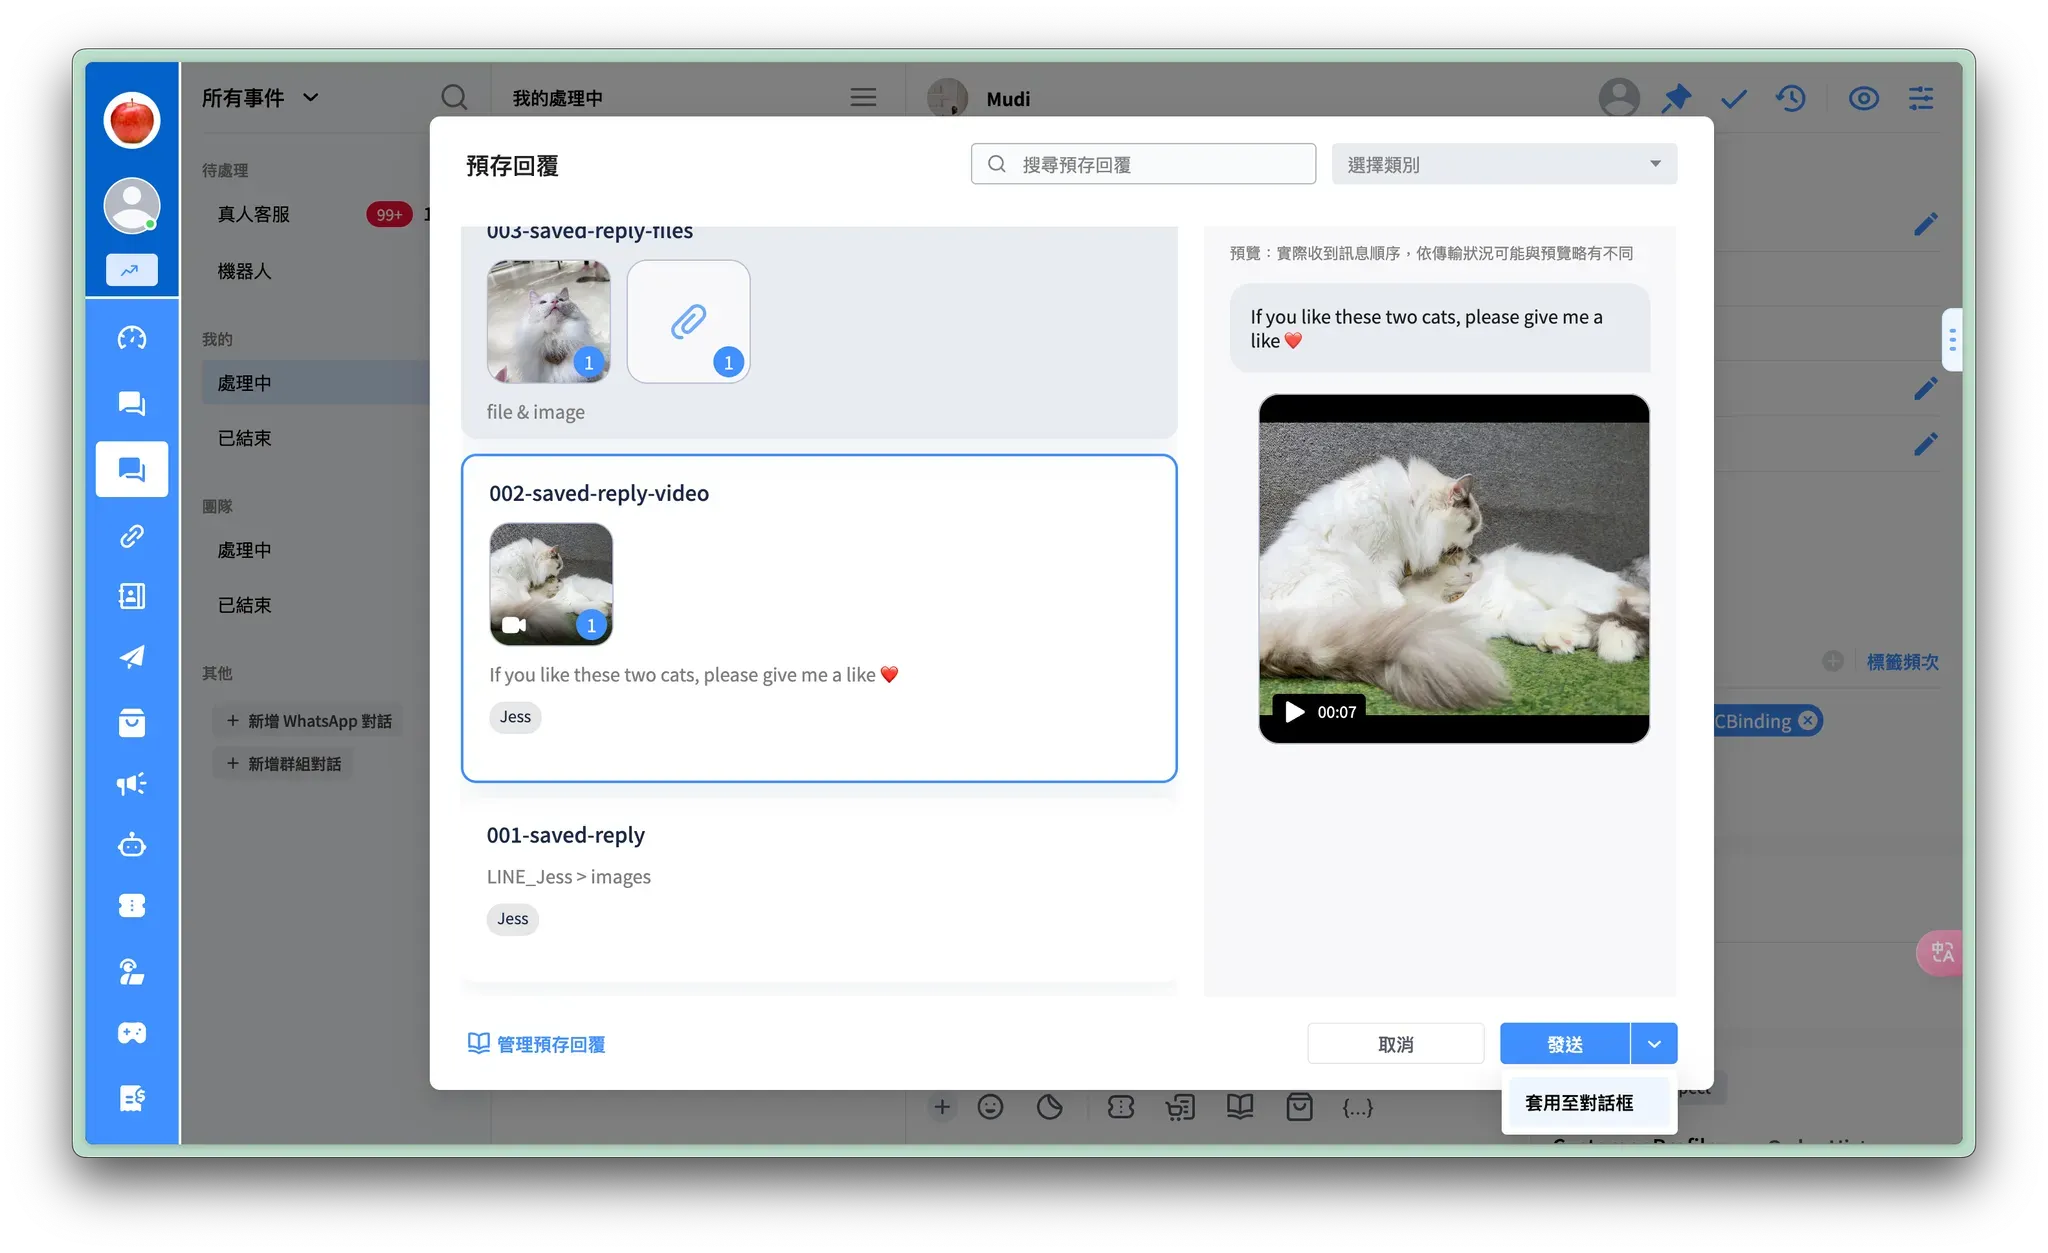 所有事件
我的處理中
Mudi
待處理
真人客服
99+
機器人
我的
處理中
已結束
團隊
處理中
已結束
其他
+ 新增 WhatsApp 對話
+ 新增群組對話
預存回覆
搜尋預存回覆
選擇類別
003-saved-reply-files
1
1
file & image
002-saved-reply-video
1
If you like these two cats, please give me a like ❤️
Jess
001-saved-reply
LINE_Jess > images
Jess
預覽：實際收到訊息順序，依傳輸狀況可能與預覽略有不同
If you like these two cats, please give me a
like ❤️
00:07
標籤頻次
CBinding
管理預存回覆
取消
發送
套用至對話框
{...}